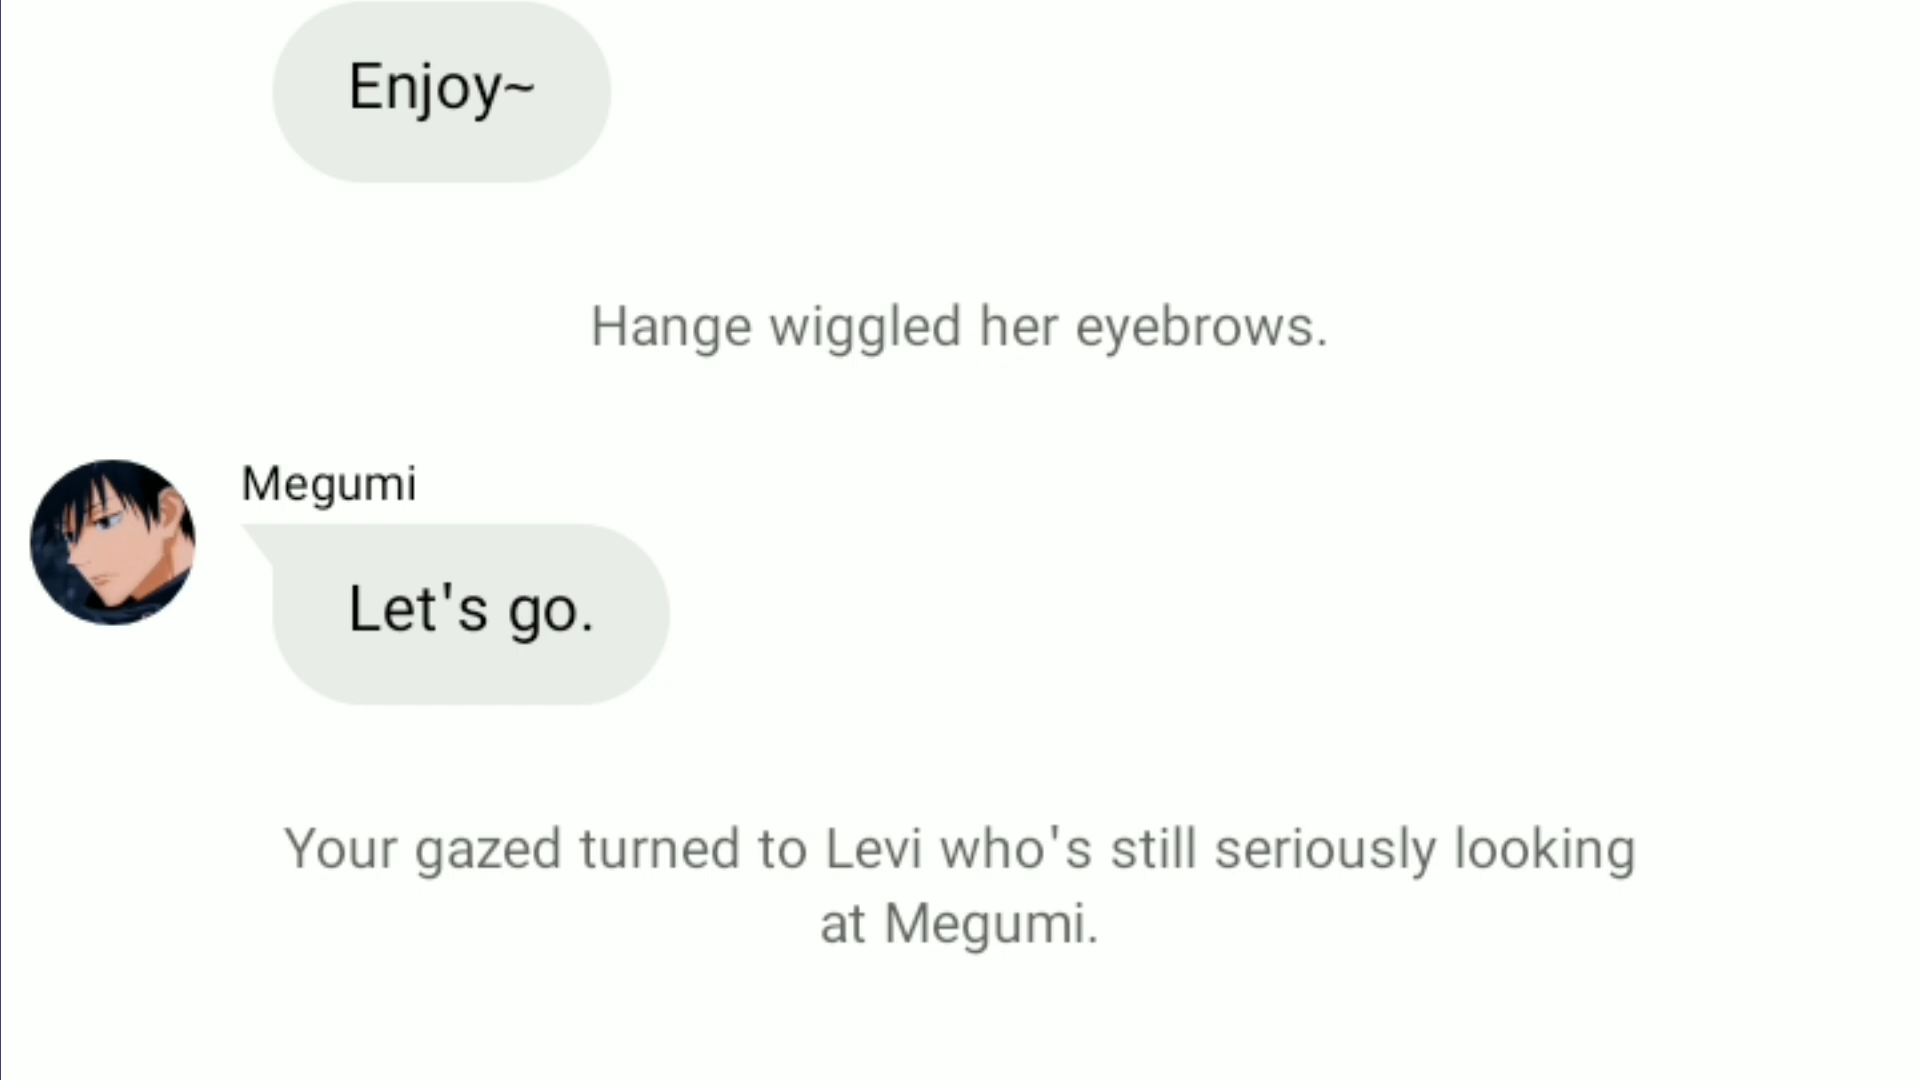 Enjoy~
Hange wiggled her eyebrows.
Megumi
Let's go.
Your gazed turned to Levi who's still seriously looking
at Megumi.